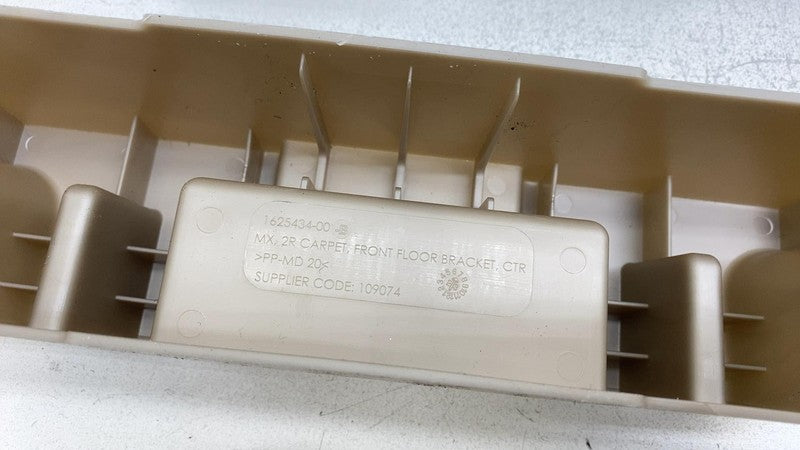 1625434-00 B
MX, 2R CARPET, FRONT FLOOR BRACKET, CTR
>PP-MD 20<
SUPPLIER CODE: 109074